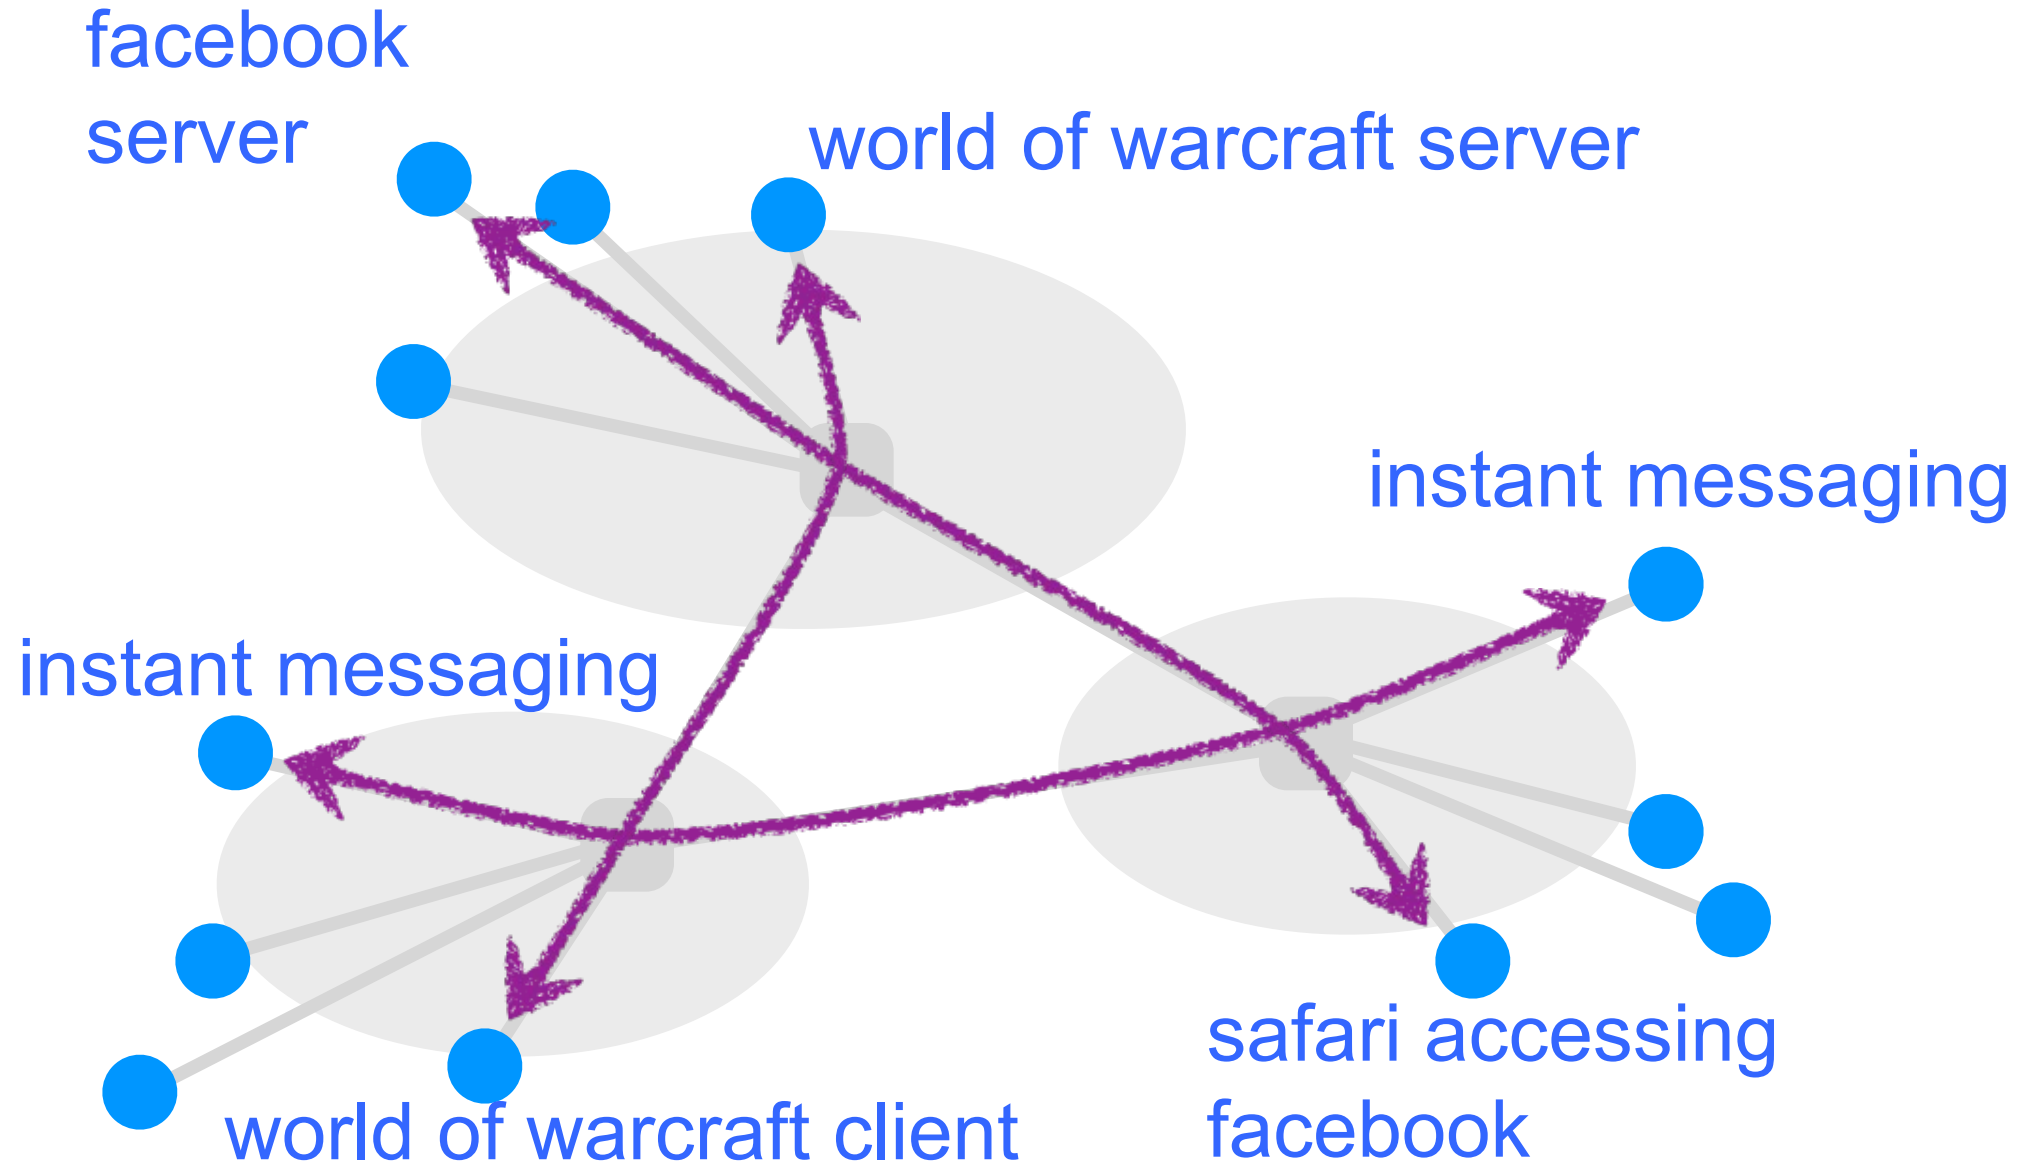 facebook
server
world of warcraft server
instant messaging
instant messaging
safari accessing
facebook
world of warcraft client